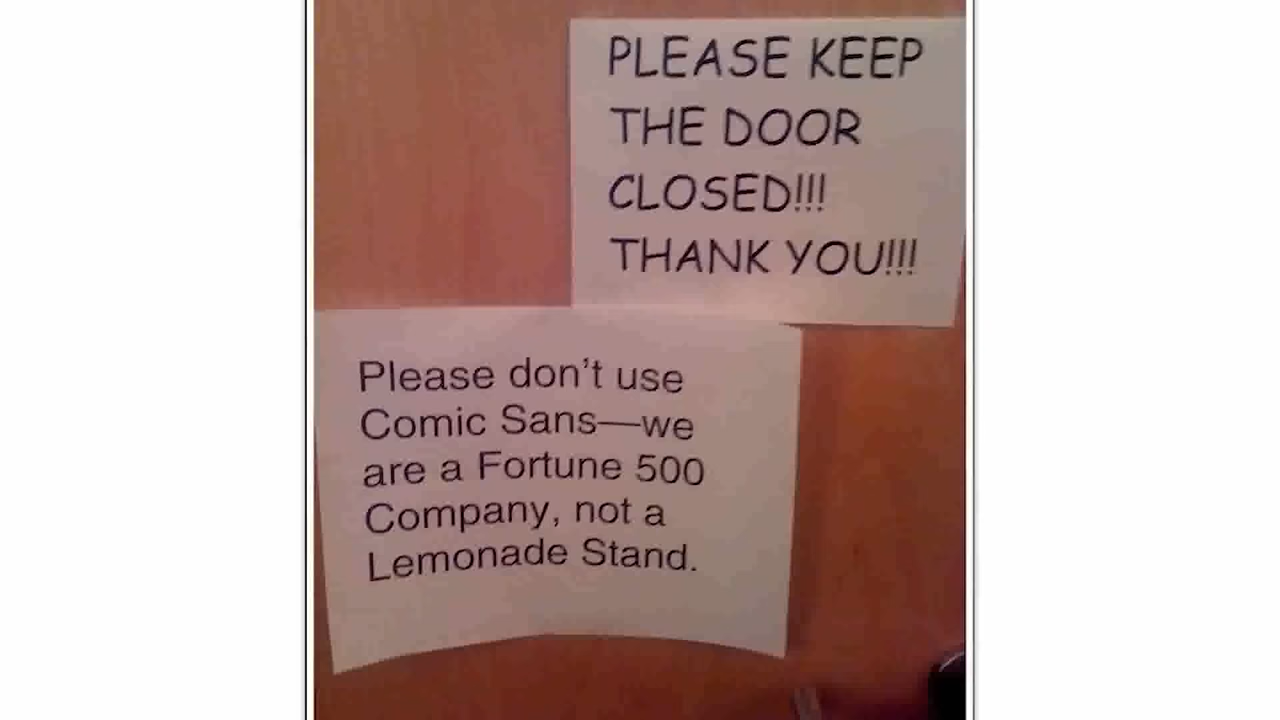 PLEASE KEEP
THE DOOR
CLOSED!!!
THANK YOU!!!
Please don't use
Comic Sans—we
are a Fortune 500
Company, not a
Lemonade Stand.